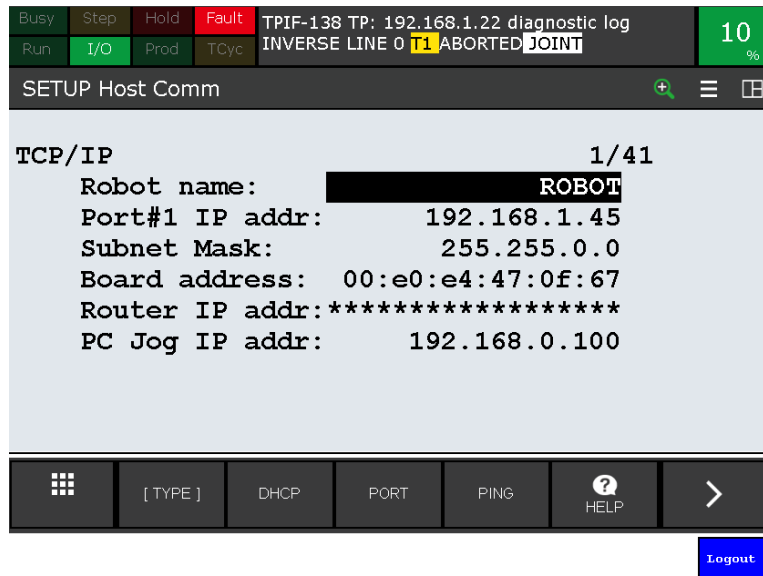 Busy Step Hold Fault TPIF-138 TP: 192.168.1.22 diagnostic log
Run I/O Prod TCyc INVERSE LINE 0 T1 ABORTED JOINT
10
%
SETUP Host Comm
TCP/IP 1/41
Robot name: ROBOT
Port#1 IP addr: 192.168.1.45
Subnet Mask: 255.255.0.0
Board address: 00:e0:e4:47:0f:67
Router IP addr:******************
PC Jog IP addr: 192.168.0.100
[ TYPE ] DHCP PORT PING ? HELP
Logout